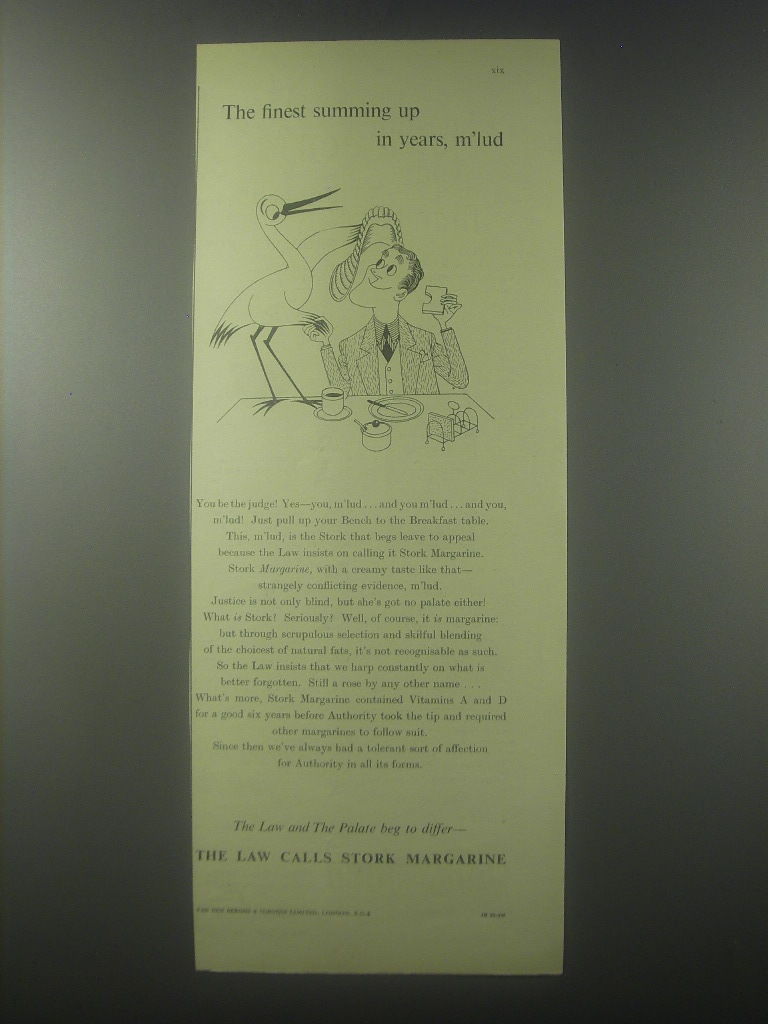 xix
The finest summing up
in years, m'lud
You be the judge! Yes—you, m'lud . . . and you m'lud . . . and you,
m'lud! Just pull up your Bench to the Breakfast table.
This, m'lud, is the Stork that begs leave to appeal
because the Law insists on calling it Stork Margarine.
Stork Margarine, with a creamy taste like that—
strangely conflicting evidence, m'lud.
Justice is not only blind, but she's got no palate either!
What is Stork? Seriously? Well, of course, it is margarine:
but through scrupulous selection and skilful blending
of the choicest of natural fats, it's not recognisable as such.
So the Law insists that we harp constantly on what is
better forgotten. Still a rose by any other name . . .
What's more, Stork Margarine contained Vitamins A and D
for a good six years before Authority took the tip and required
other margarines to follow suit.
Since then we've always had a tolerant sort of affection
for Authority in all its forms.
The Law and The Palate beg to differ—
THE LAW CALLS STORK MARGARINE
VAN DEN BERGHS & JURGENS LIMITED, LONDON, E.C.4